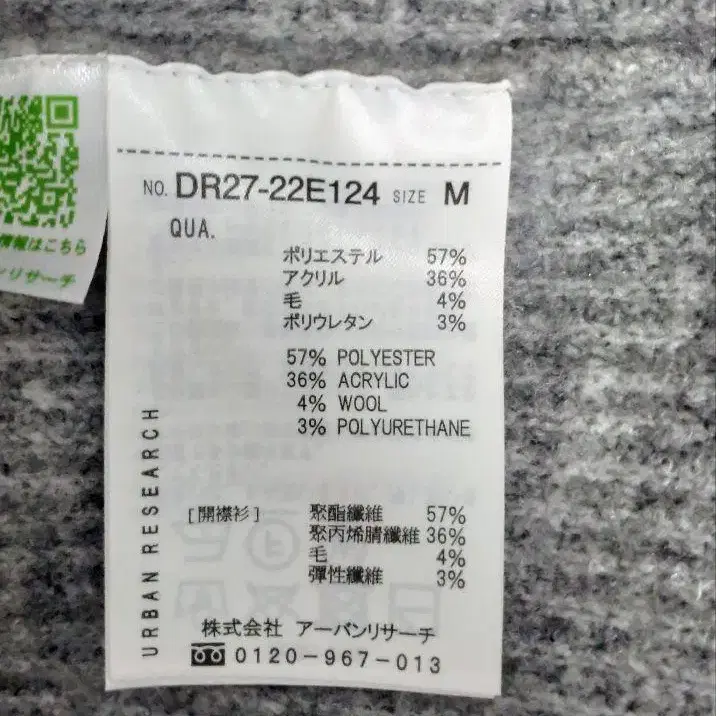 情報はこちら
ンリサーチ
NO. DR27-22E124 SIZE M
QUA.
ポリエステル 57%
アクリル 36%
毛 4%
ポリウレタン 3%
57% POLYESTER
36% ACRYLIC
4% WOOL
3% POLYURETHANE
URBAN RESEARCH
[開襟衫] 聚酯纖維 57%
聚丙烯腈纖維 36%
毛 4%
彈性纖維 3%
株式会社 アーバンリサーチ
0120-967-013